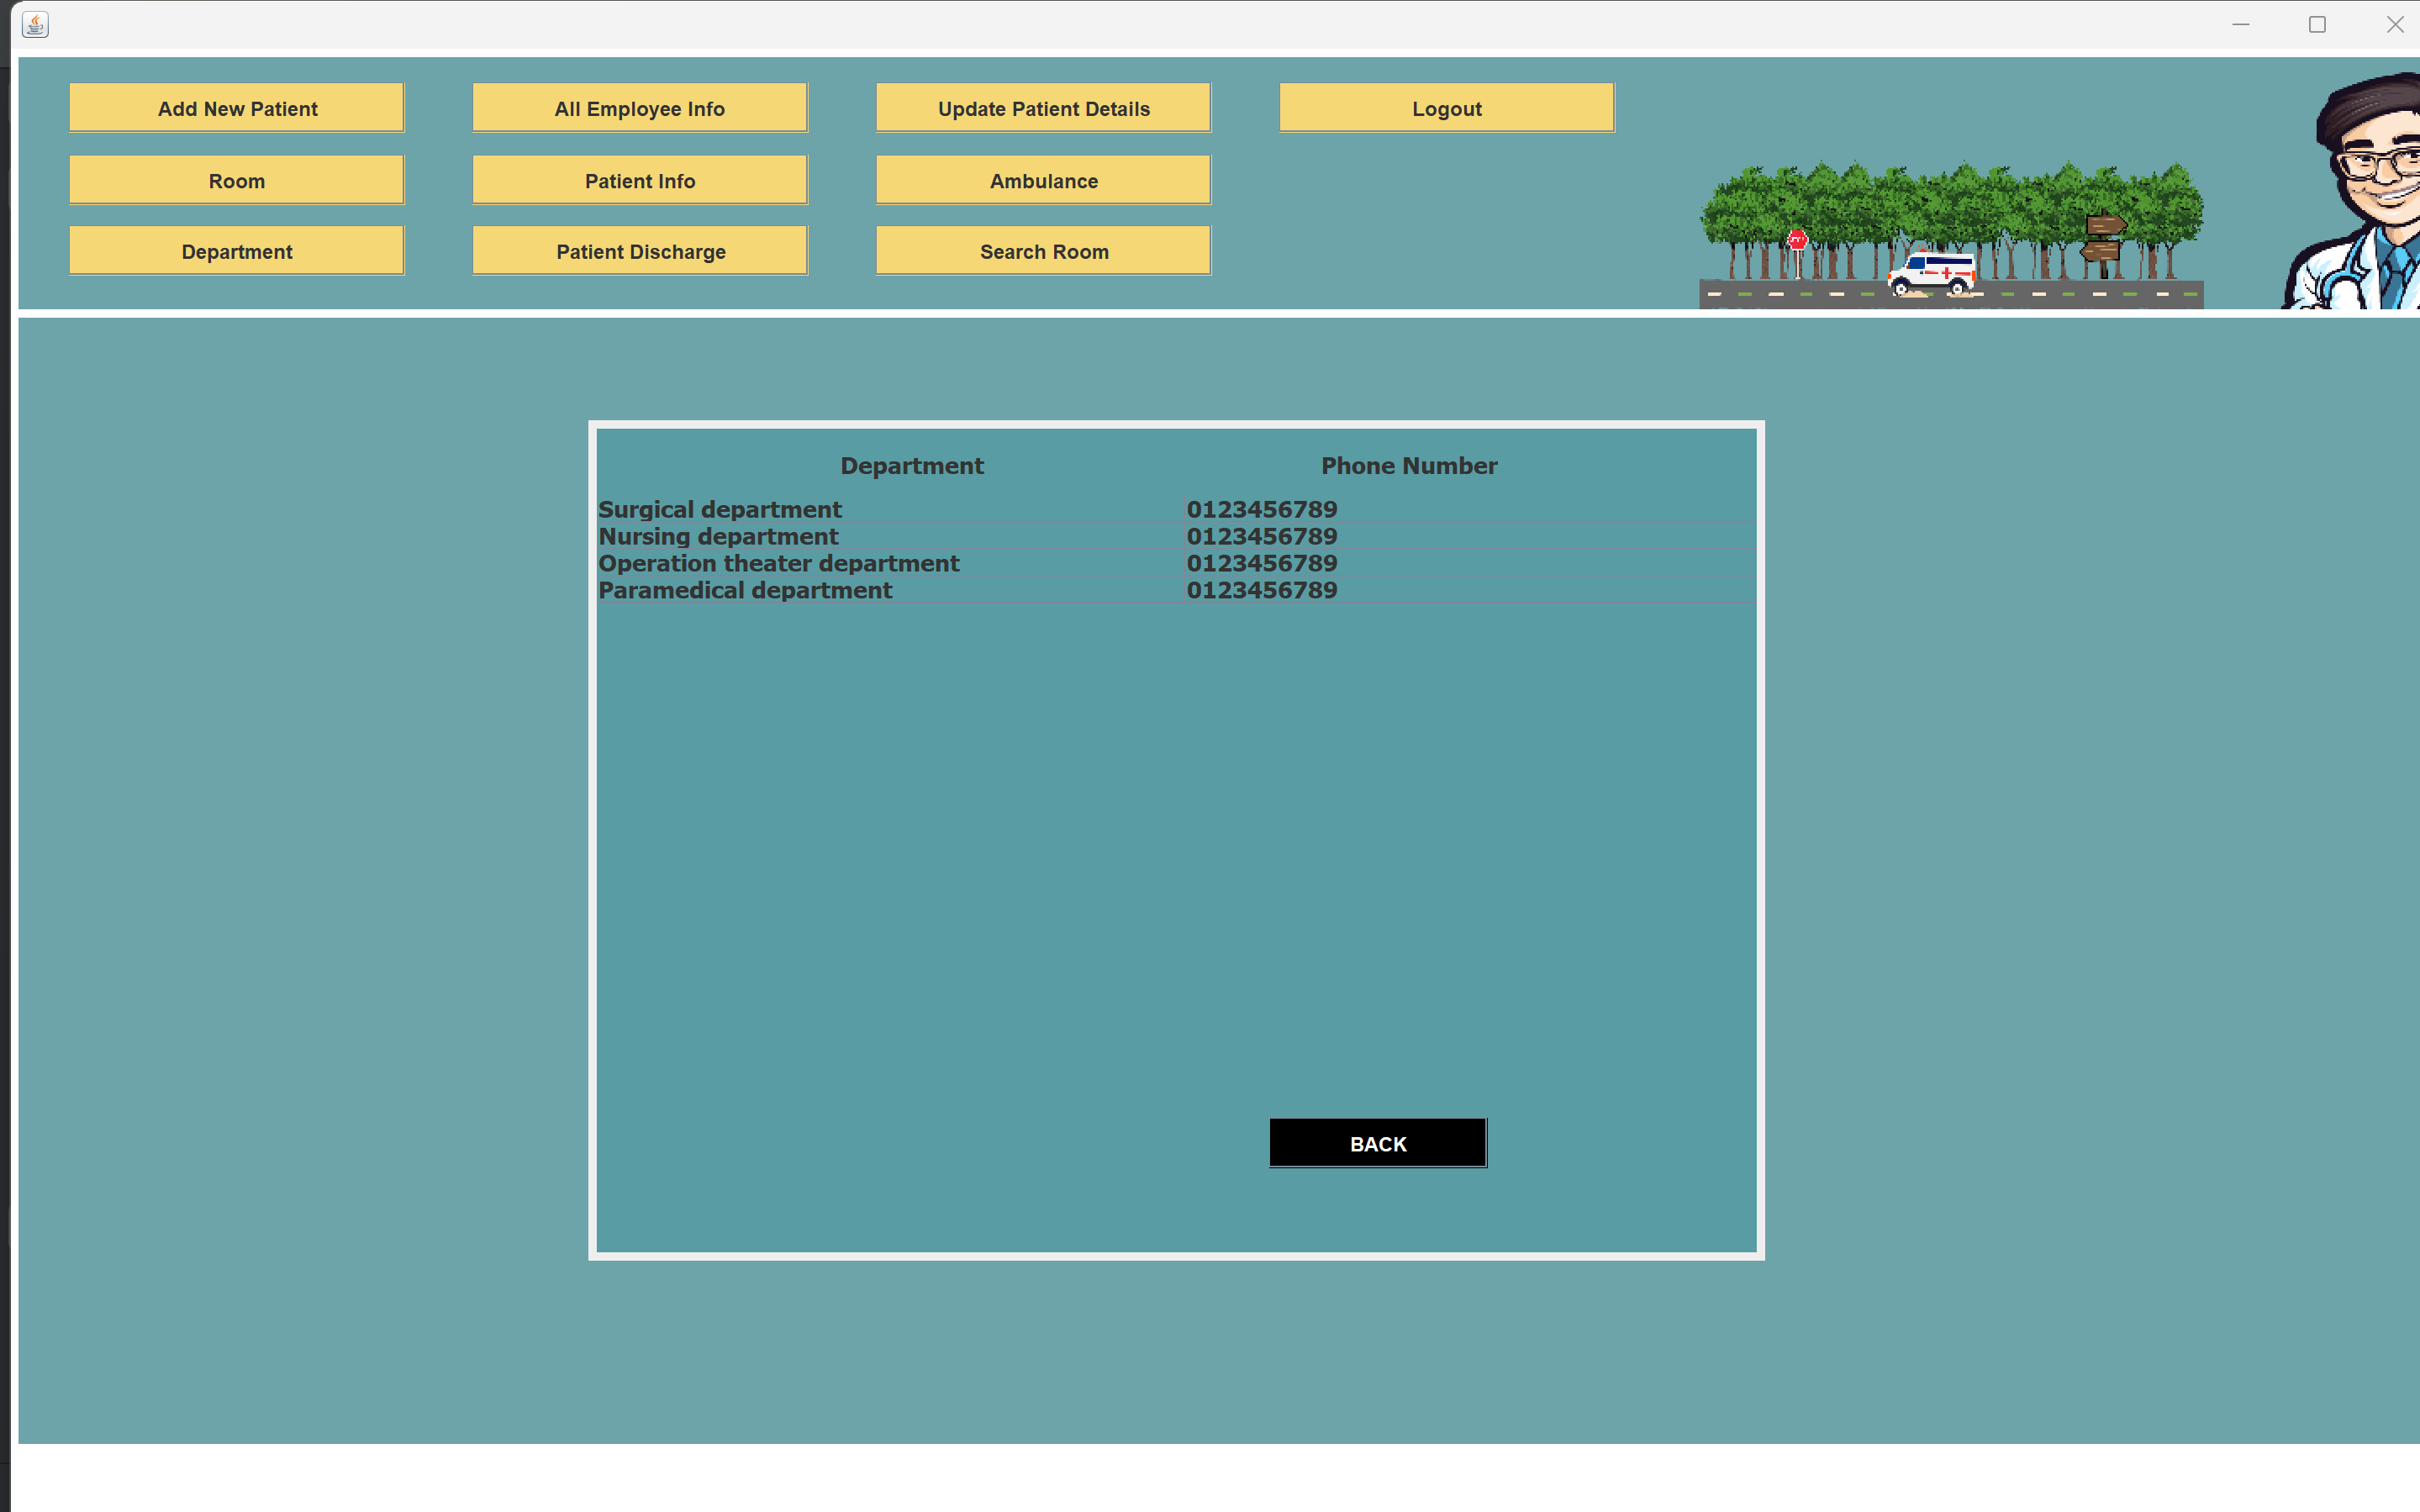 Add New Patient All Employee Info Update Patient Details Logout
Room Patient Info Ambulance
Department Patient Discharge Search Room
Department Phone Number
Surgical department 0123456789
Nursing department 0123456789
Operation theater department 0123456789
Paramedical department 0123456789
BACK